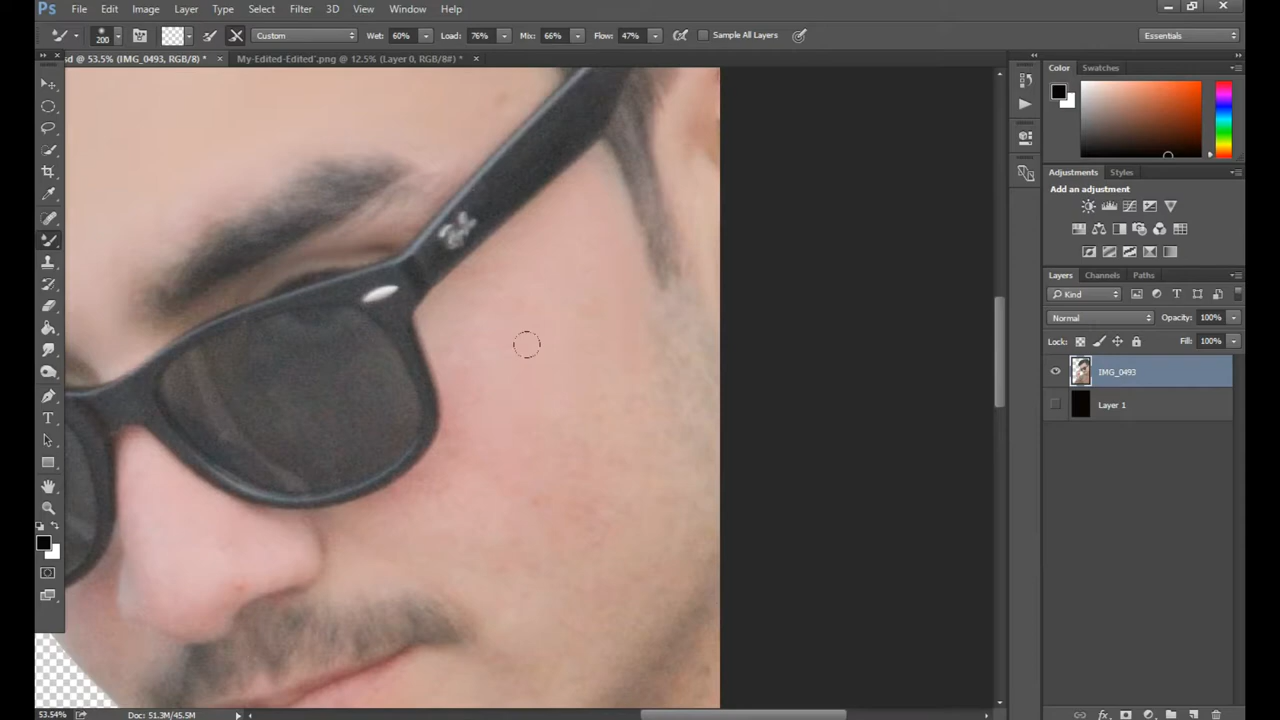 Ps File Edit Image Layer Type Select Filter 3D View Window Help
200 Custom Wet: 60% Load: 76% Mix: 66% Flow: 47% Sample All Layers Essentials
sd @ 53.5% (IMG_0493, RGB/8) * × My-Edited-Edited`.png @ 12.5% (Layer 0, RGB/8#) * ×
Color Swatches
Adjustments Styles
Add an adjustment
Layers Channels Paths
Kind
Normal Opacity: 100%
Lock: Fill: 100%
IMG_0493
Layer 1
T
53.54% Doc: 51.3M/45.5M
fx